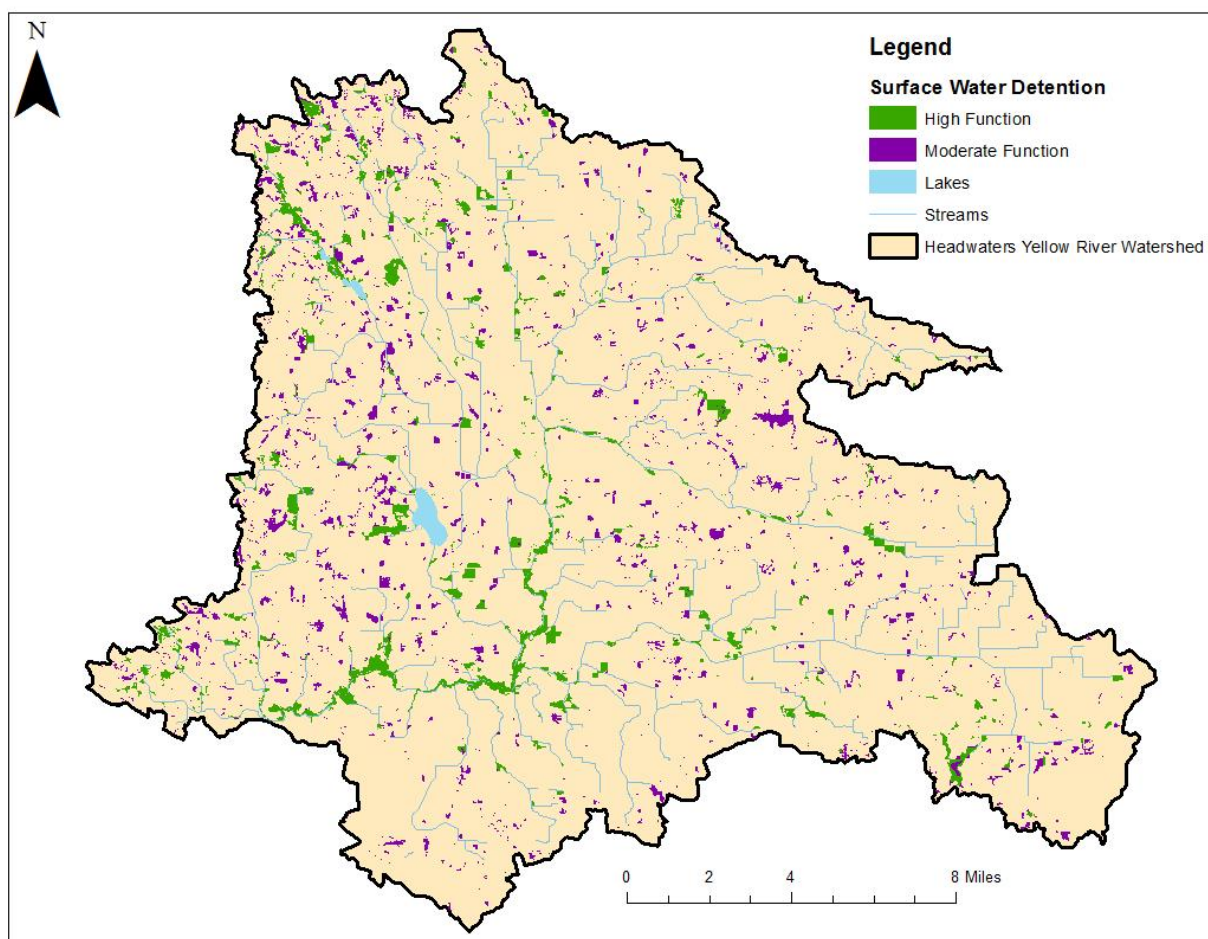 N
Legend
Surface Water Detention
High Function
Moderate Function
Lakes
Streams
Headwaters Yellow River Watershed
0 2 4 8 Miles